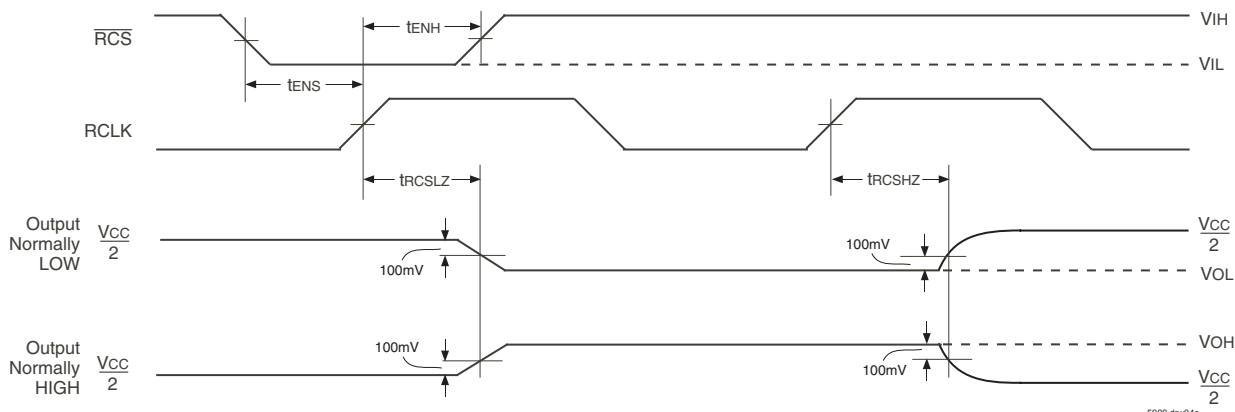 RCS
tENH
VIH
VIL
tENS
RCLK
tRCSLZ
tRCSHZ
Output
Normally
LOW
VCC
2
100mV
100mV
VCC
2
VOL
Output
Normally
HIGH
VCC
2
100mV
100mV
VOH
VCC
2